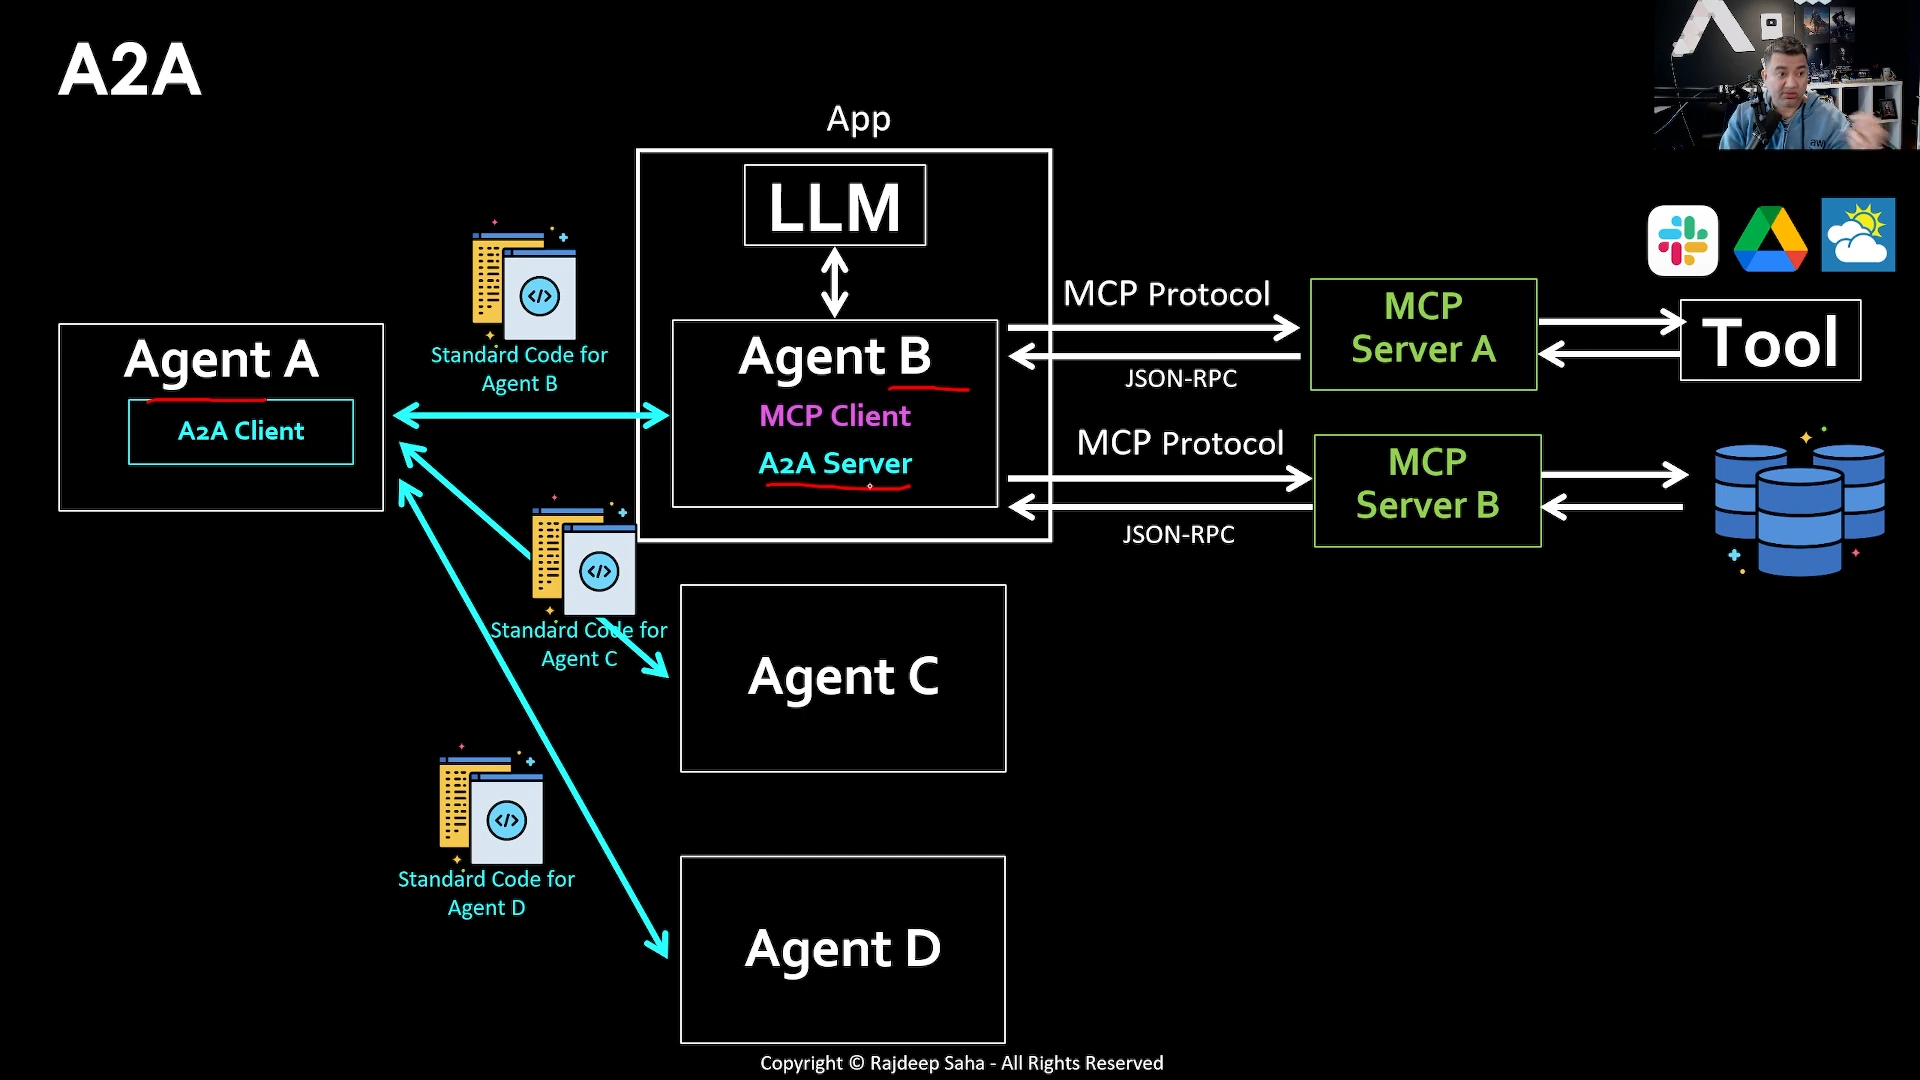 A2A
App
LLM
Agent A
A2A Client
Standard Code for
Agent B
Agent B
MCP Client
A2A Server
MCP Protocol
JSON-RPC
MCP
Server A
Tool
MCP Protocol
JSON-RPC
MCP
Server B
Standard Code for
Agent C
Agent C
Standard Code for
Agent D
Agent D
Copyright © Rajdeep Saha - All Rights Reserved